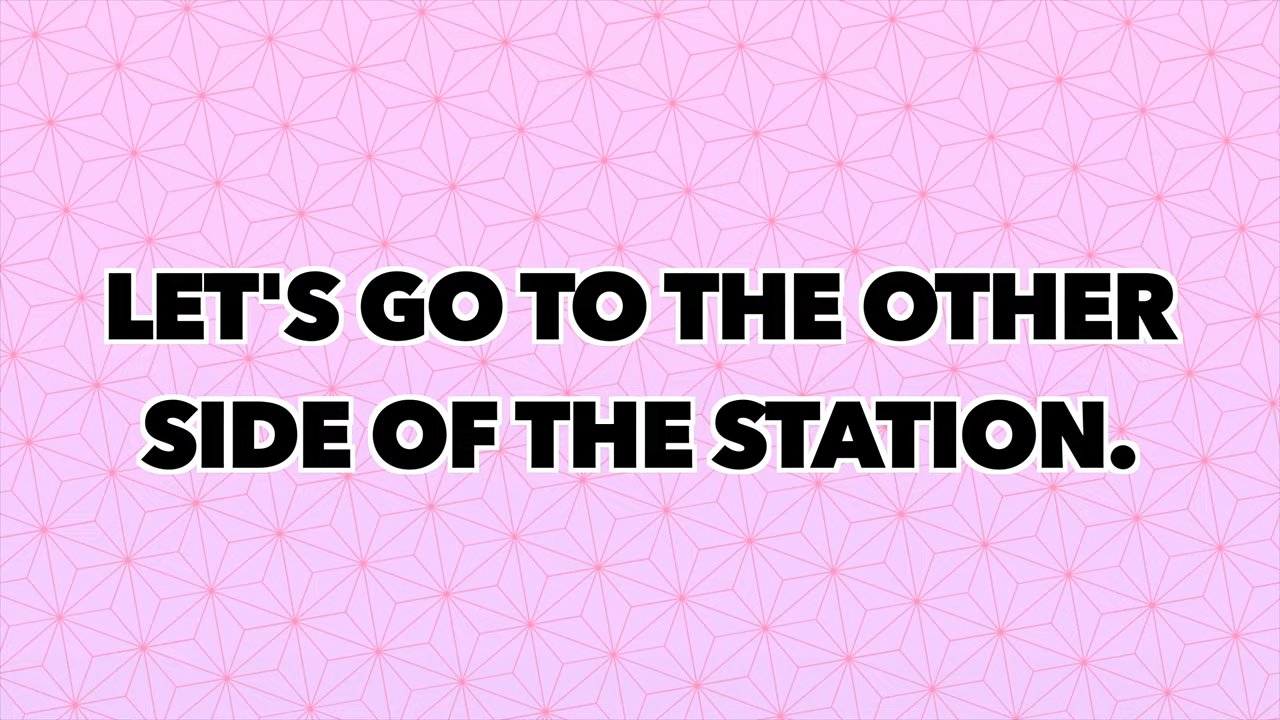 LET'S GO TO THE OTHER
SIDE OF THE STATION.